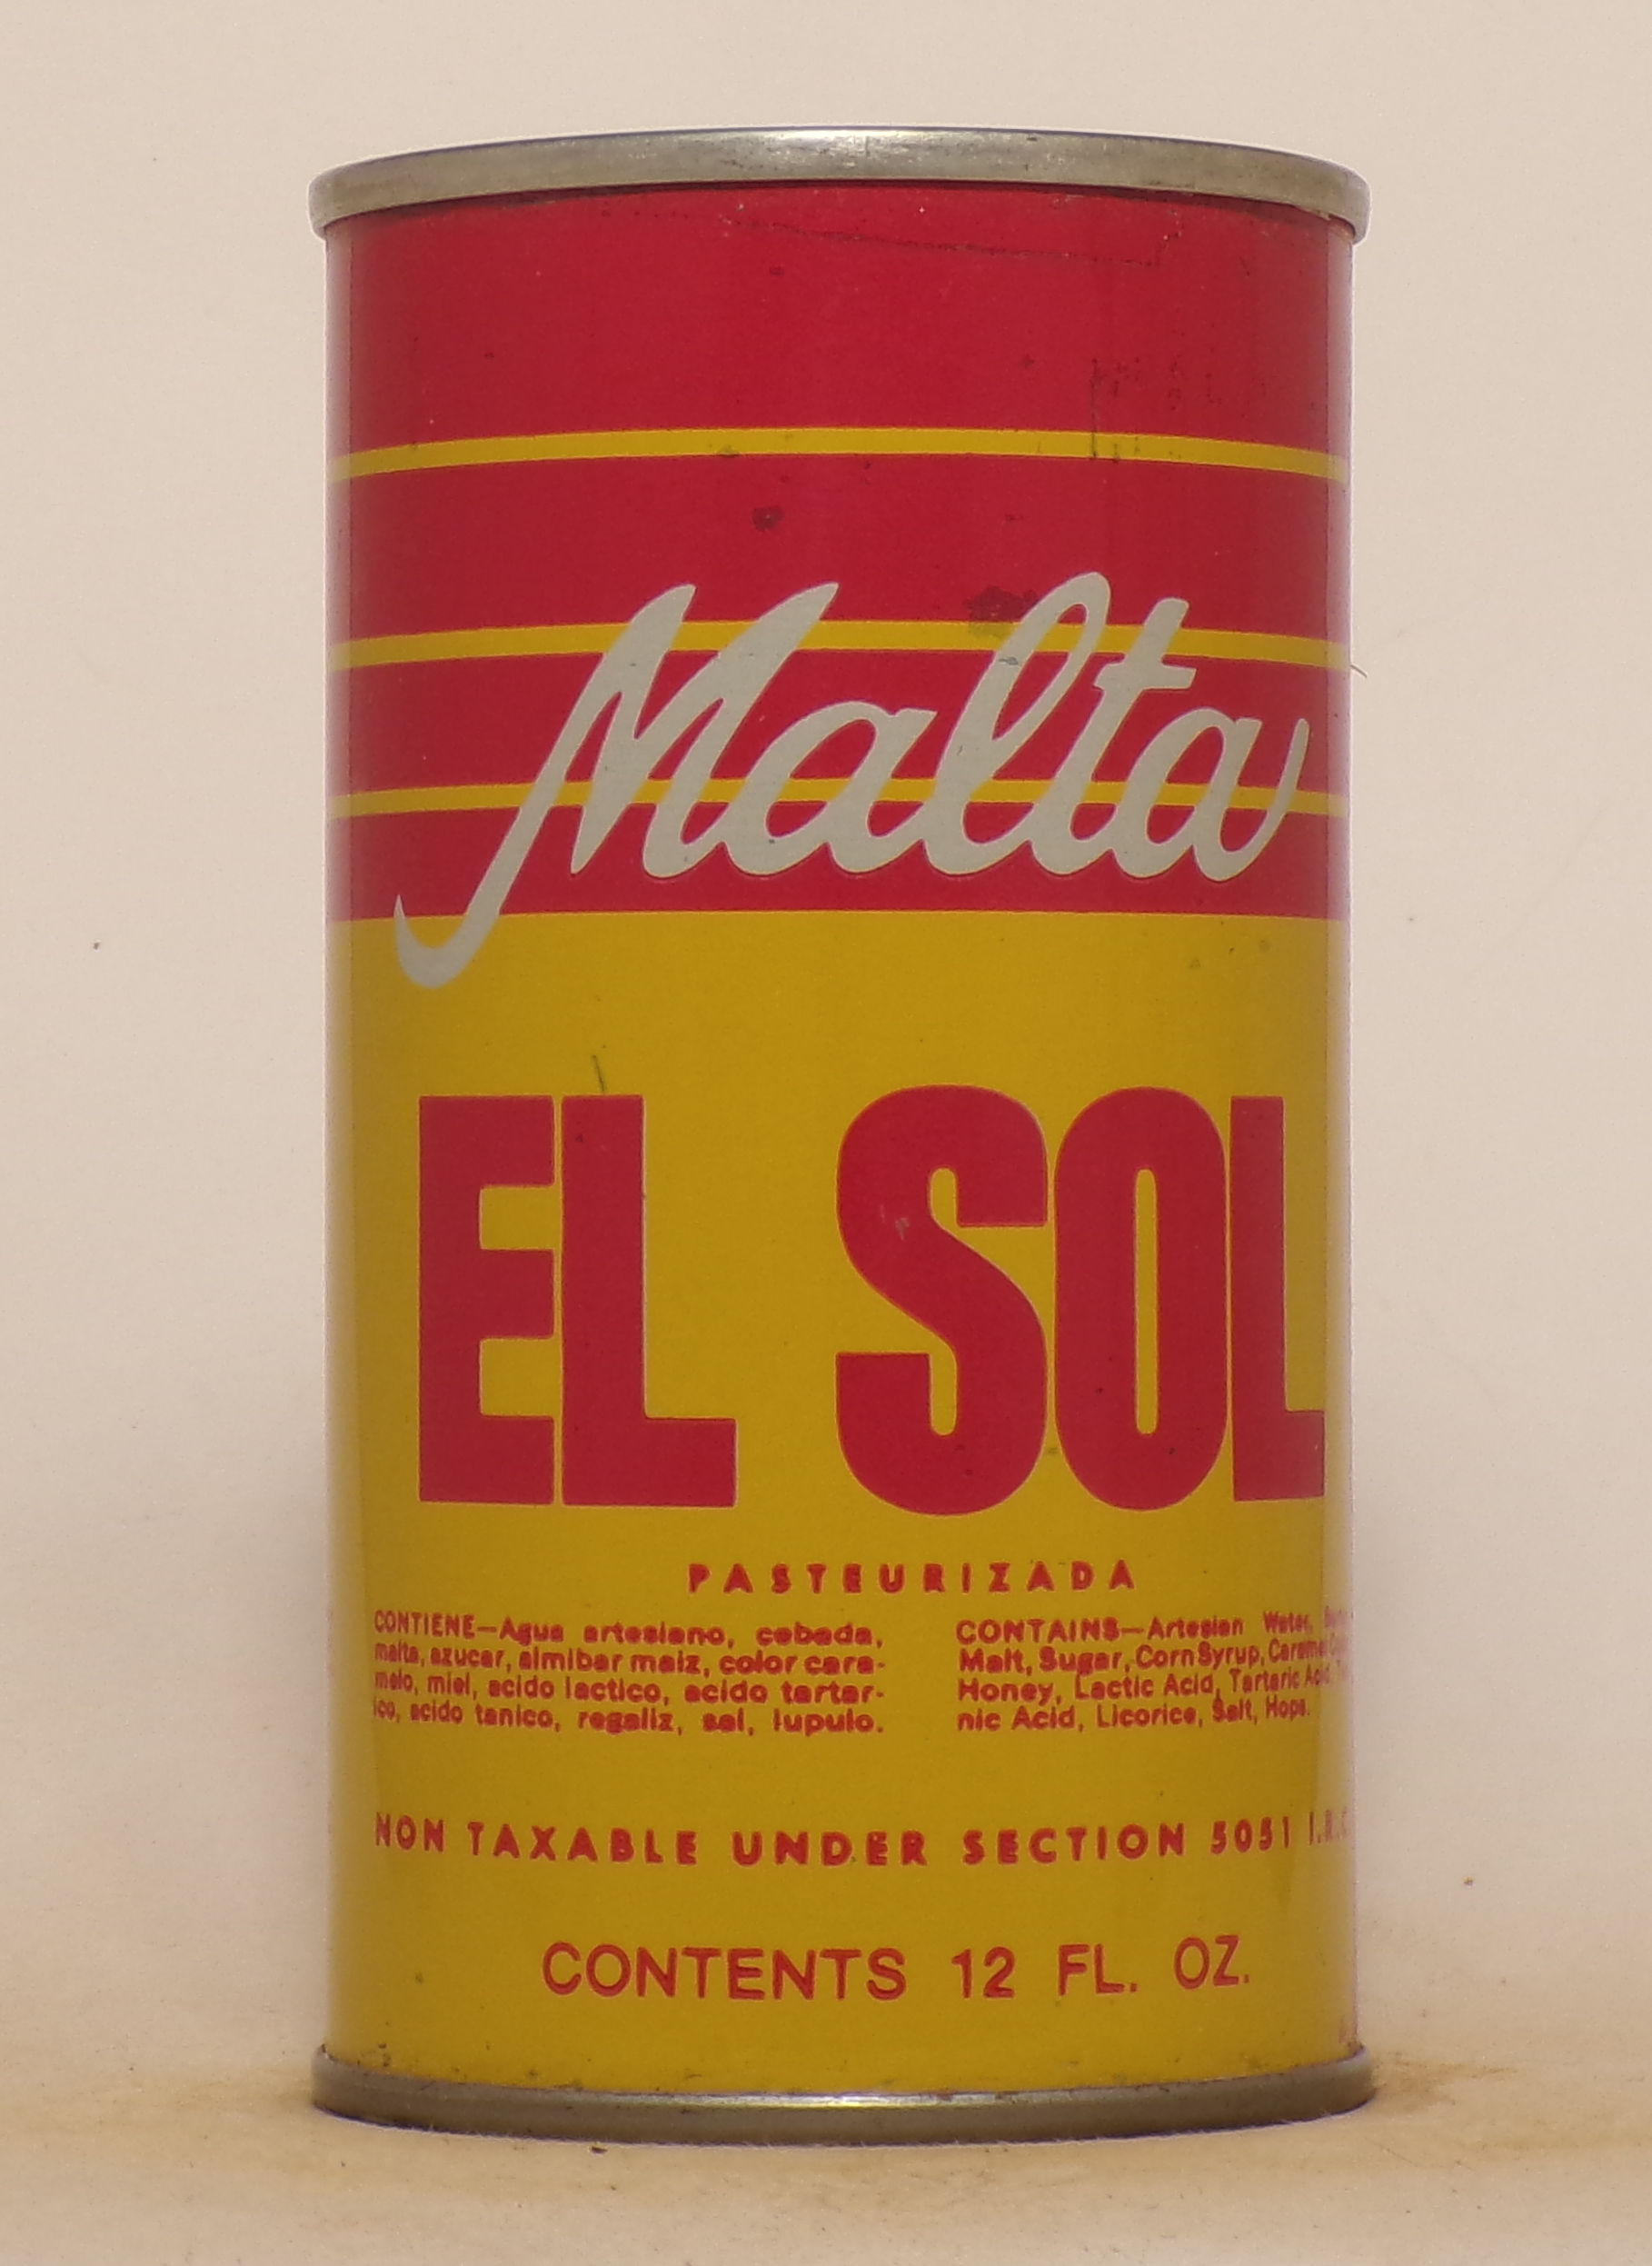 Malta
EL SOL
PASTEURIZADA
CONTIENE—Agua artesiano, cebada,
malta, azucar, almibar maiz, color cara-
melo, miel, acido lactico, acido tartar-
ico, acido tanico, regaliz, sal, lupulo.
CONTAINS—Artesian Water,
Malt, Sugar, Corn Syrup, Caramel
Honey, Lactic Acid, Tartaric Acid,
nic Acid, Licorice, Salt, Hops.
NON TAXABLE UNDER SECTION 5051 I.R.C
CONTENTS 12 FL. OZ.